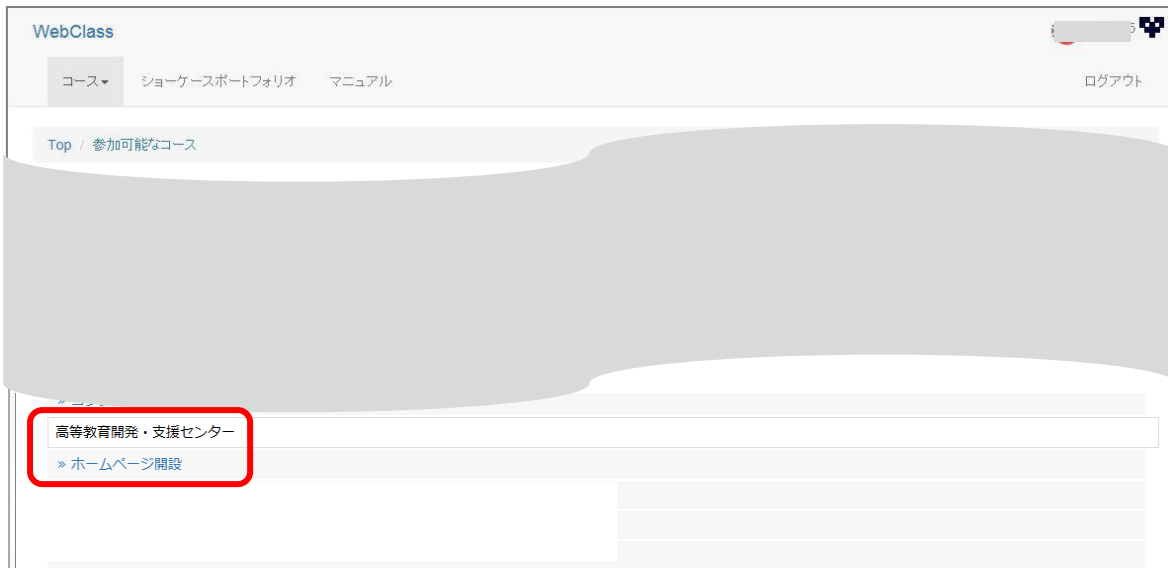 WebClass
コース ショーケースポートフォリオ マニュアル ログアウト
Top / 参加可能なコース
高等教育開発・支援センター
» ホームページ開設